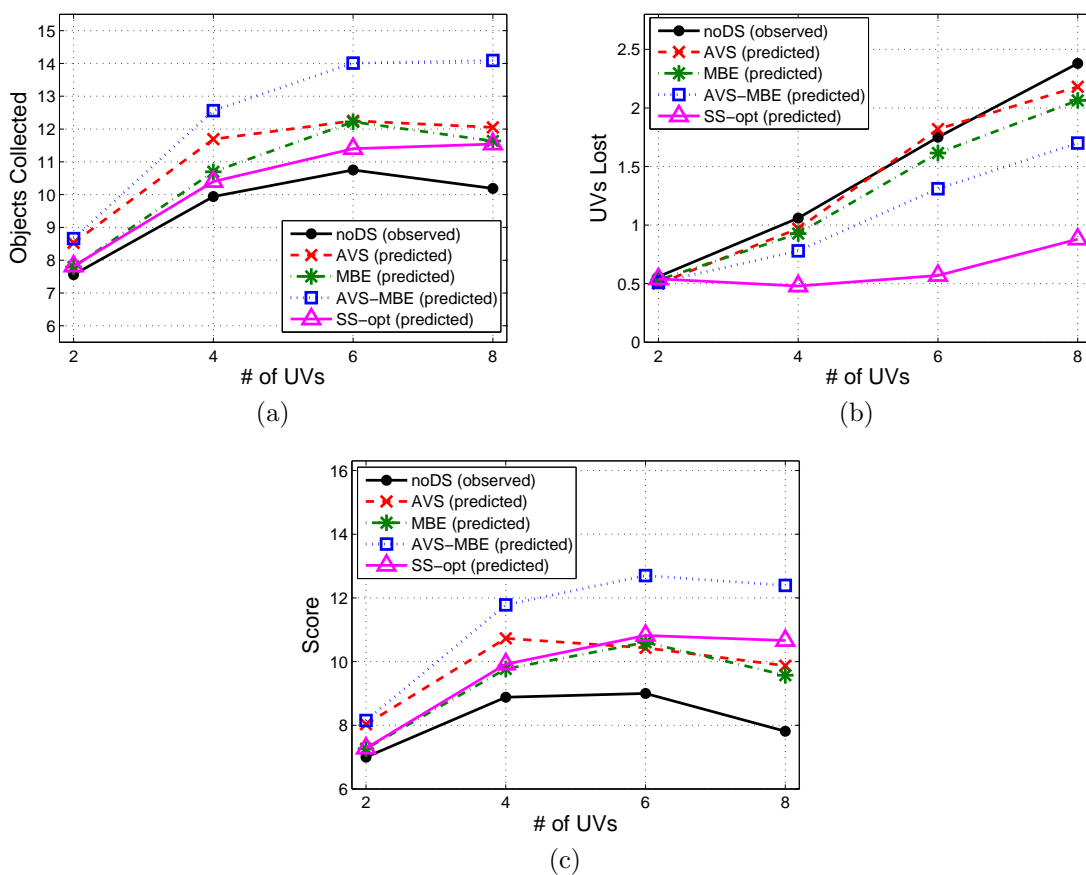 15
14
13
12
11
10
9
8
7
6
Objects Collected
noDS (observed)
AVS (predicted)
MBE (predicted)
AVS−MBE (predicted)
SS−opt (predicted)
2
4
6
8
# of UVs
(a)
2.5
2
1.5
1
0.5
0
UVs Lost
noDS (observed)
AVS (predicted)
MBE (predicted)
AVS−MBE (predicted)
SS−opt (predicted)
2
4
6
8
# of UVs
(b)
16
14
12
10
8
6
Score
noDS (observed)
AVS (predicted)
MBE (predicted)
AVS−MBE (predicted)
SS−opt (predicted)
2
4
6
8
# of UVs
(c)